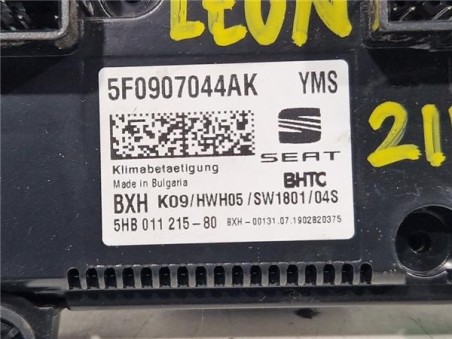 LEON
5F0907044AK YMS
SEAT
Klimabetaetigung
Made in Bulgaria
BHTC
BXH K09/HWH05/SW1801/04S
5HB 011 215-80 BXH-00131.07.1902820375